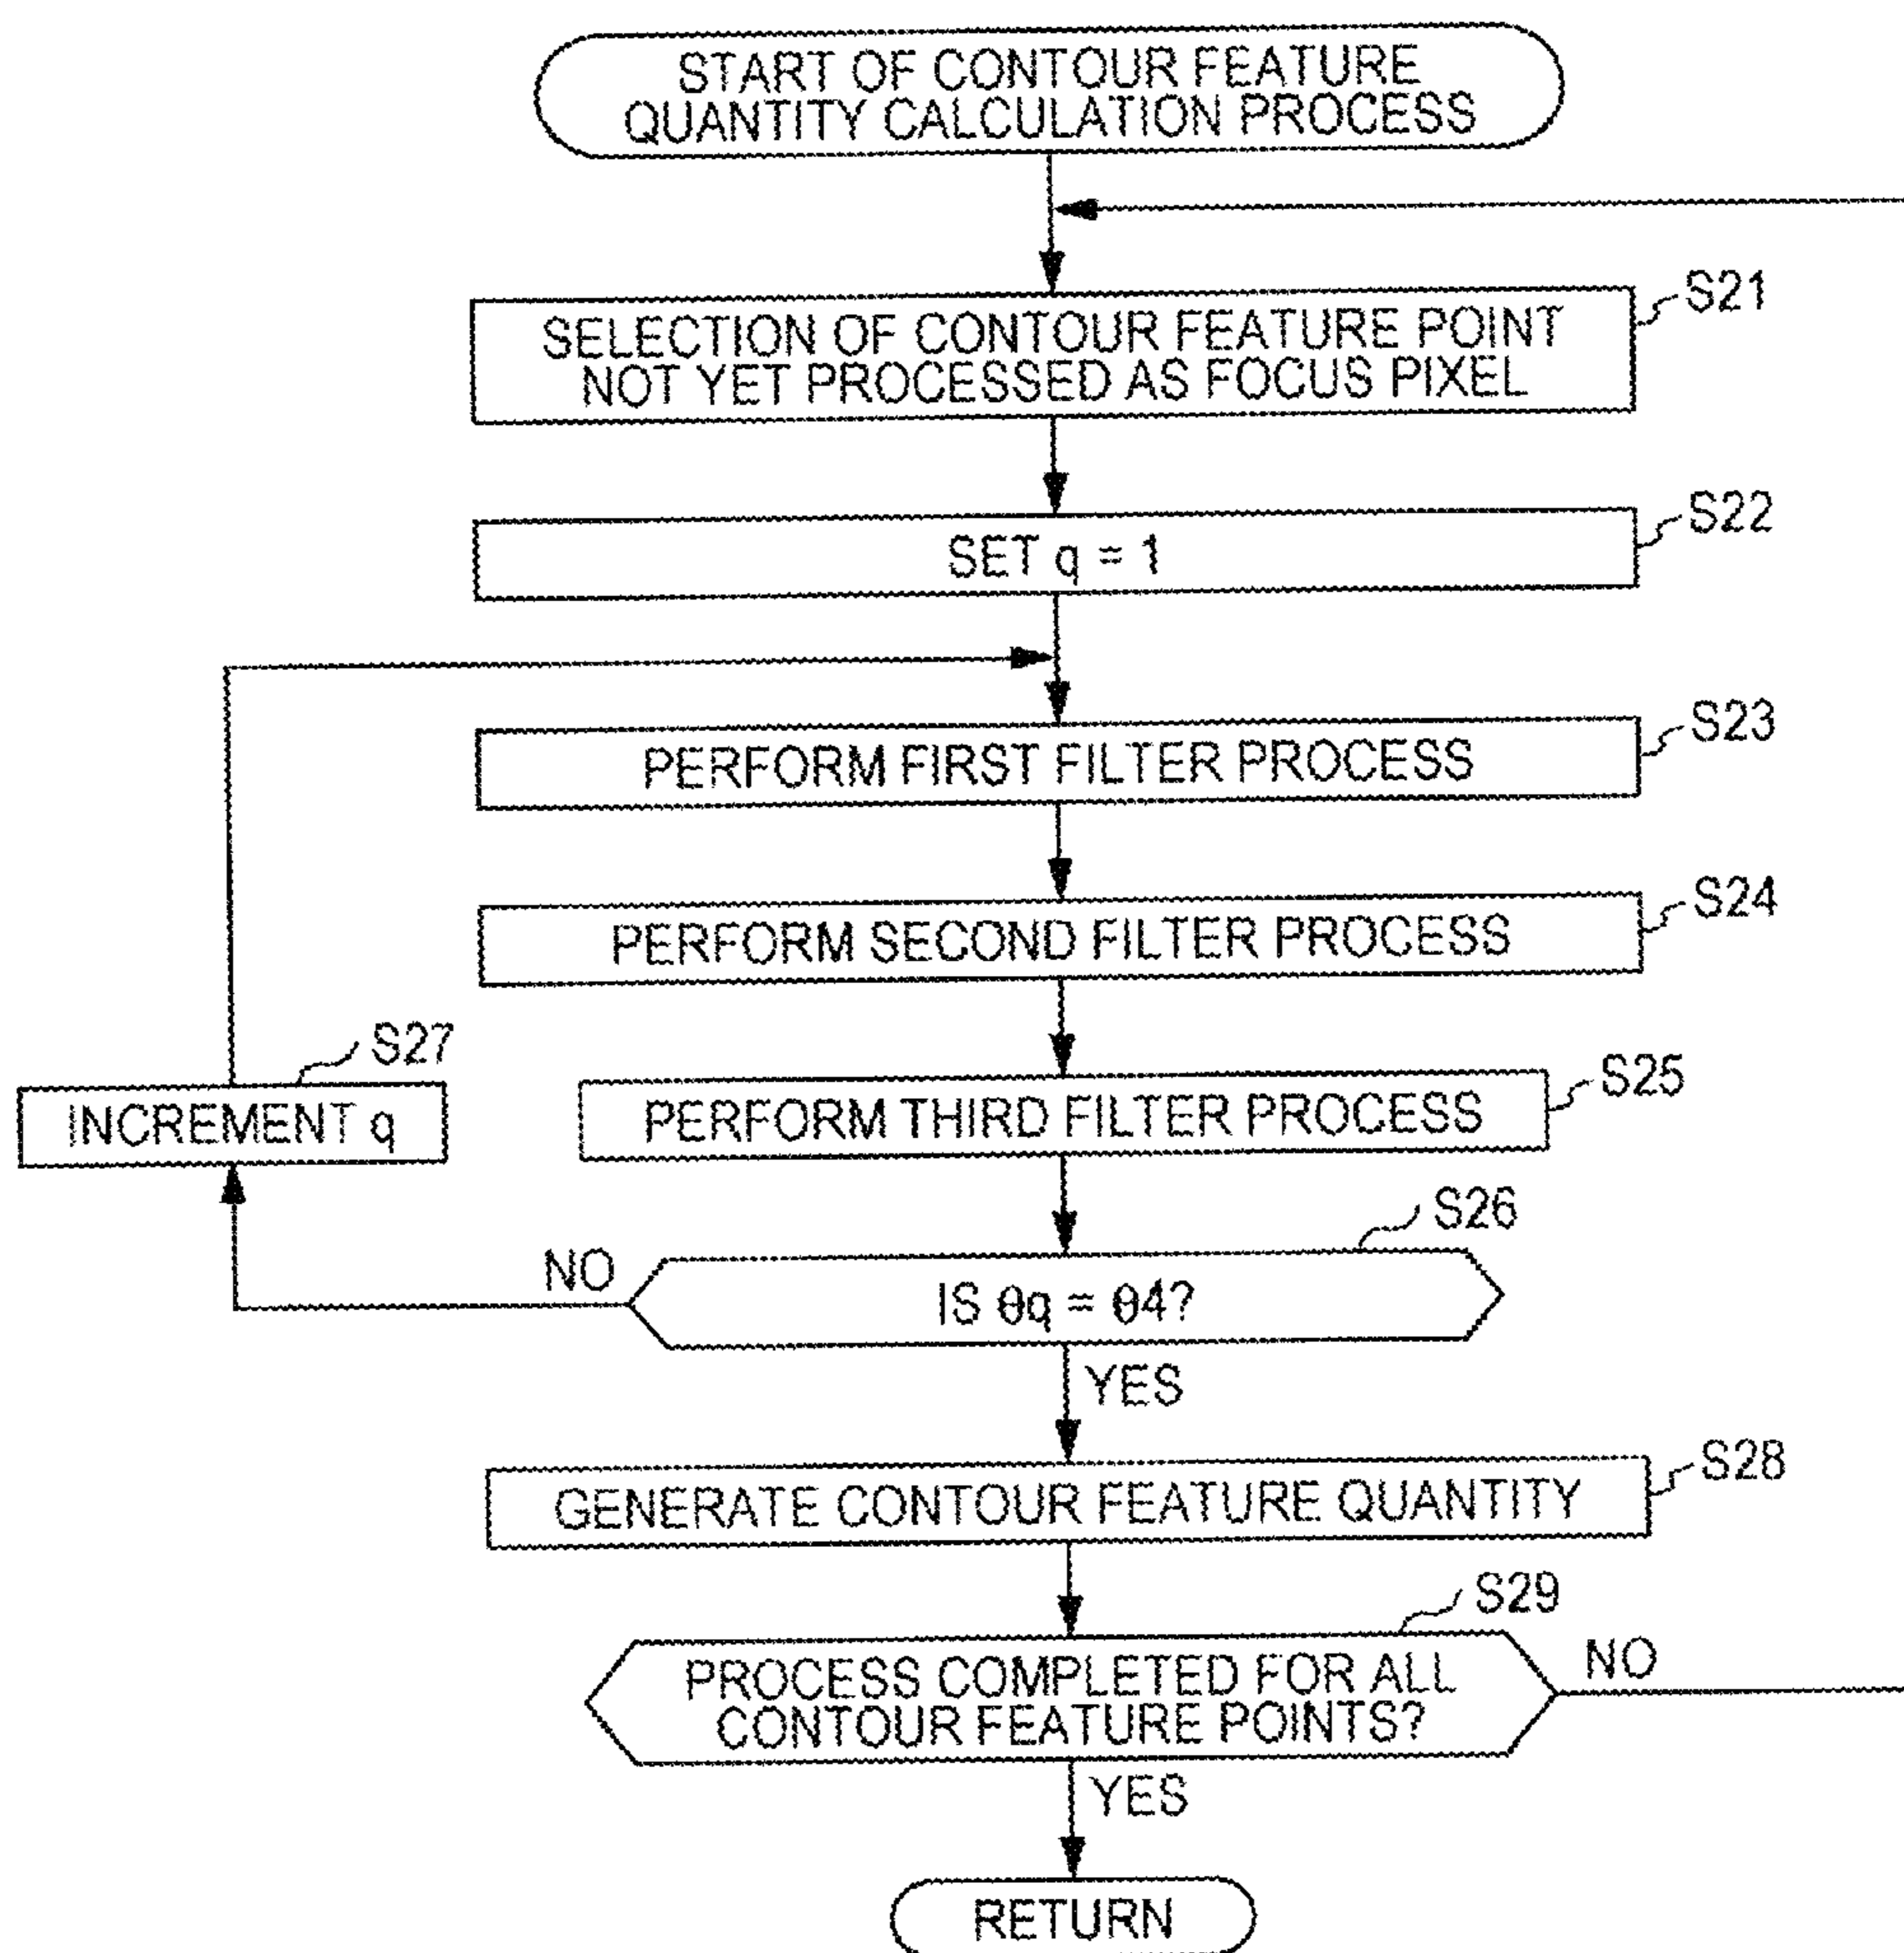 START OF CONTOUR FEATURE
QUANTITY CALCULATION PROCESS
S21
SELECTION OF CONTOUR FEATURE POINT
NOT YET PROCESSED AS FOCUS PIXEL
S22
SET q = 1
S23
PERFORM FIRST FILTER PROCESS
S24
PERFORM SECOND FILTER PROCESS
S27
INCREMENT q
S25
PERFORM THIRD FILTER PROCESS
S26
NO
IS θq = θ4?
YES
S28
GENERATE CONTOUR FEATURE QUANTITY
S29
PROCESS COMPLETED FOR ALL
CONTOUR FEATURE POINTS?
NO
YES
RETURN